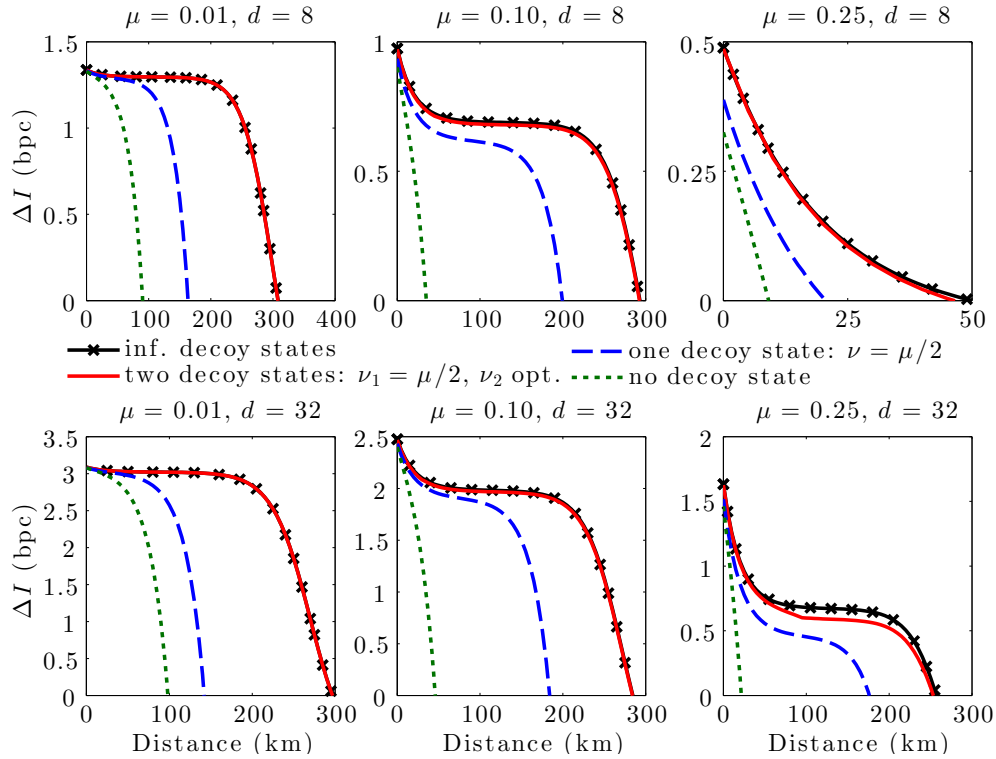 μ = 0.01, d = 8
μ = 0.10, d = 8
μ = 0.25, d = 8
ΔI (bpc)
1.5
1
0.5
0
0 100 200 300 400
1
0.5
0
0 100 200 300
0.5
0.25
0
0 25 50
inf. decoy states
one decoy state: ν = μ/2
two decoy states: ν₁ = μ/2, ν₂ opt.
no decoy state
μ = 0.01, d = 32
μ = 0.10, d = 32
μ = 0.25, d = 32
ΔI (bpc)
3.5
3
2.5
2
1.5
1
0.5
0
0 100 200 300
Distance (km)
2.5
2
1.5
1
0.5
0
0 100 200 300
Distance (km)
2
1.5
1
0.5
0
0 100 200 300
Distance (km)